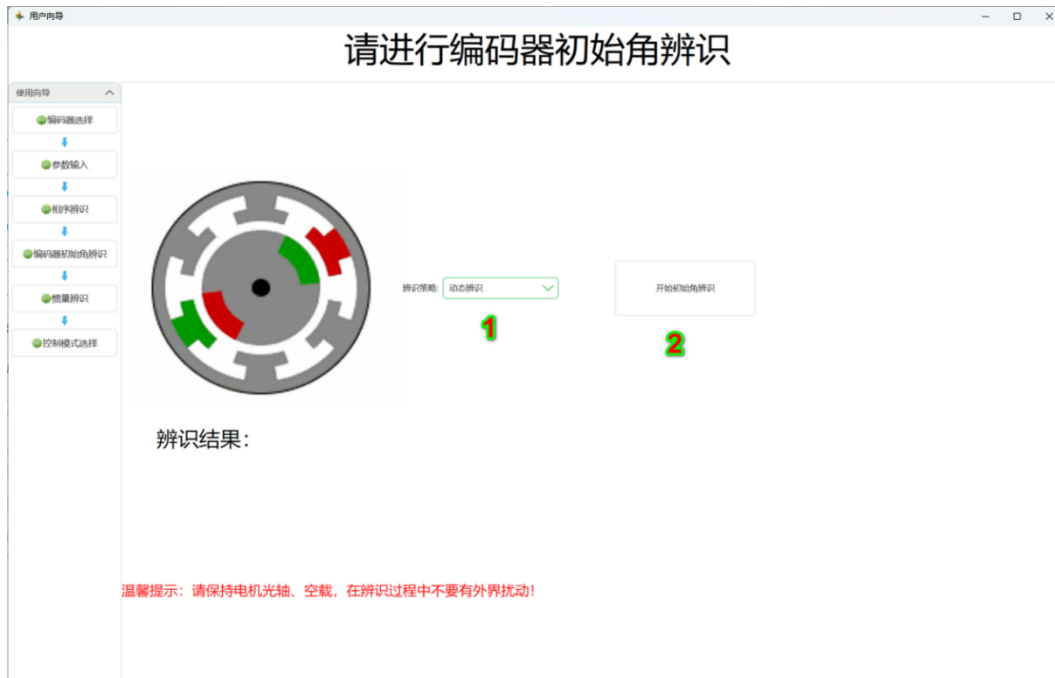 用户向导
请进行编码器初始角辨识
使用向导
编码器选择
参数输入
相序辨识
编码器初始角辨识
惯量辨识
控制模式选择
辨识策略: 动态辨识
开始初始角辨识
1
2
辨识结果：
温馨提示：请保持电机光轴、空载，在辨识过程中不要有外界扰动！